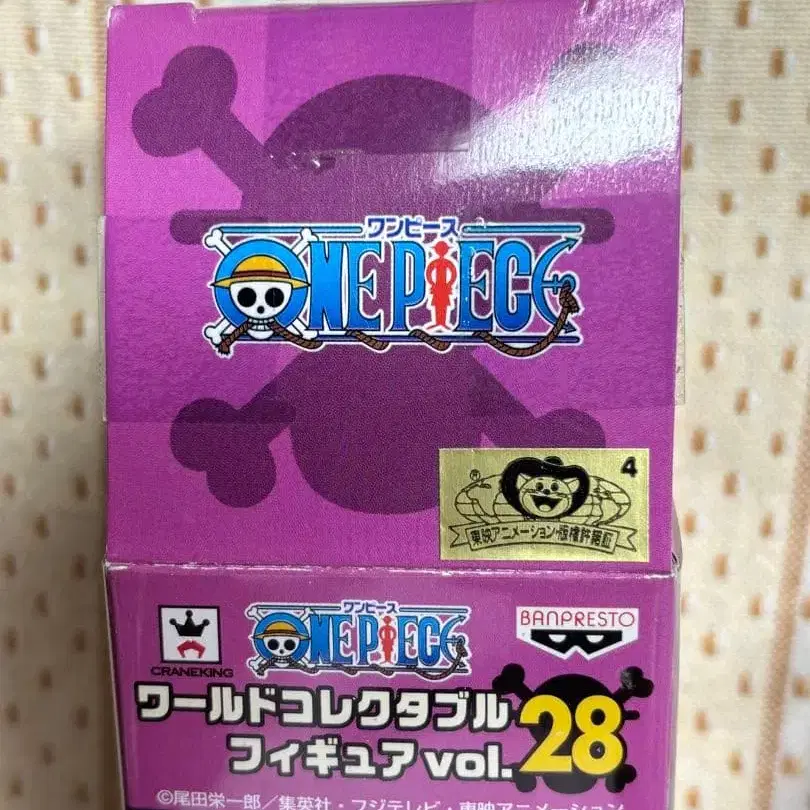 ワンピース
ONE PIECE
4
®
東映アニメーション・版権許諾証
CRANEKING
ワンピース
ONE PIECE
BANPRESTO
ワールドコレクタブル
フィギュア vol. 28
©尾田栄一郎/集英社・フジテレビ・東映アニメーション